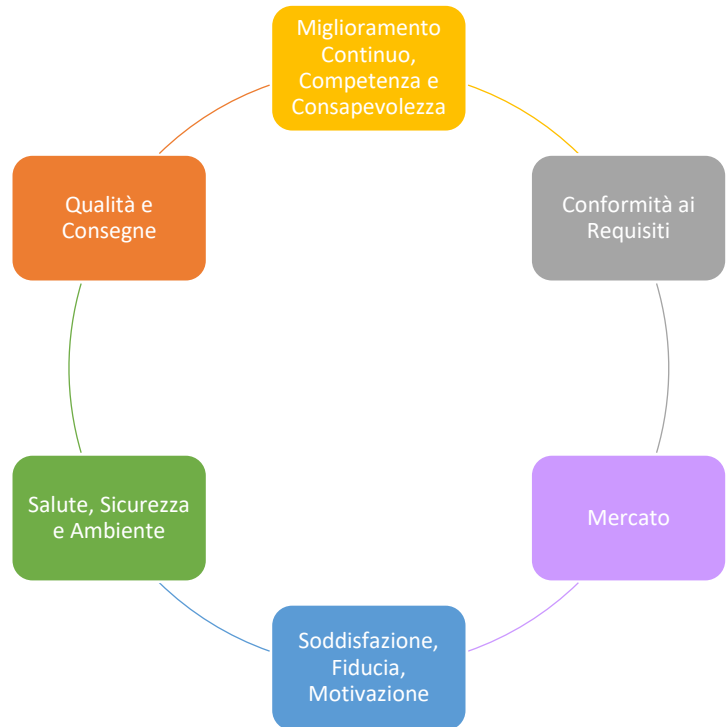 Miglioramento
Continuo,
Competenza e
Consapevolezza
Qualità e
Consegne
Conformità ai
Requisiti
Salute, Sicurezza
e Ambiente
Mercato
Soddisfazione,
Fiducia,
Motivazione